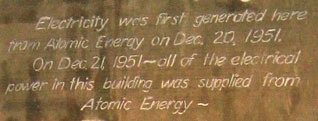 Electricity was first generated here
from Atomic Energy on Dec. 20, 1951.
On Dec. 21, 1951~all of the electrical
power in this building was supplied from
Atomic Energy~